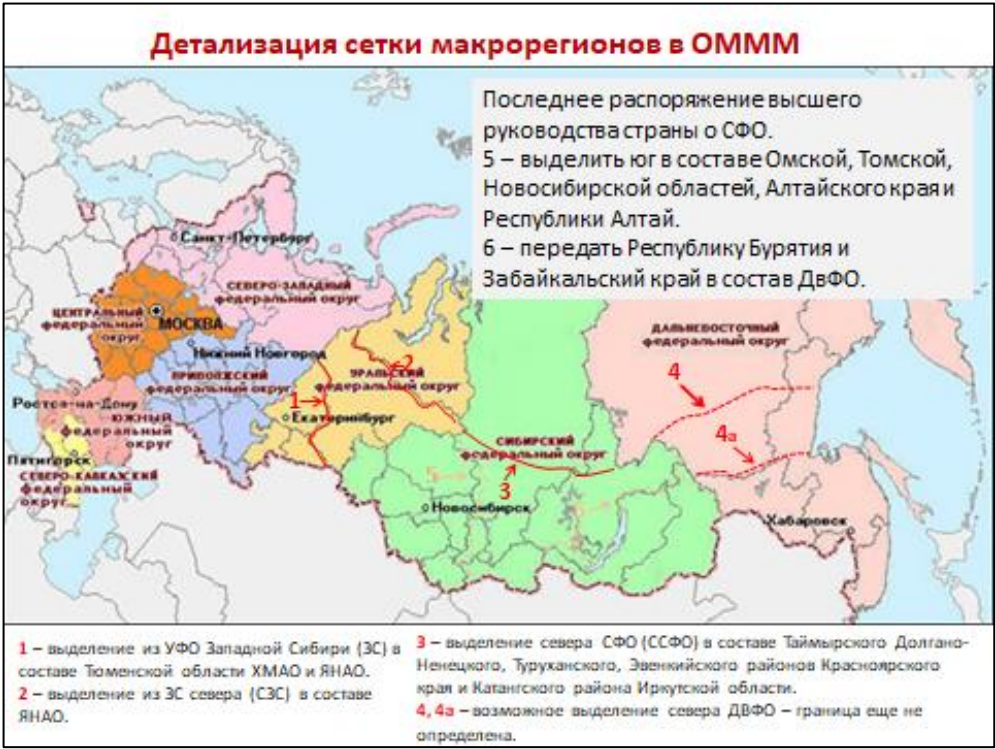 Детализация сетки макрорегионов в ОМММ
Последнее распоряжение высшего
руководства страны о СФО.
5 – выделить юг в составе Омской, Томской,
Новосибирской областей, Алтайского края и
Республики Алтай.
6 – передать Республику Бурятия и
Забайкальский край в состав ДвФО.
Санкт-Петербург
СЕВЕРО-ЗАПАДНЫЙ
федеральный округ
ЦЕНТРАЛЬНЫЙ
федеральный
округ
МОСКВА
Нижний Новгород
ПРИВОЛЖСКИЙ
федеральный округ
УРАЛЬСКИЙ
федеральный округ
2
1
Екатеринбург
Ростов-на-Дону
ЮЖНЫЙ
федеральный
округ
Пятигорск
СЕВЕРО-КАВКАЗСКИЙ
федеральный
округ
ДАЛЬНЕВОСТОЧНЫЙ
федеральный округ
4
4а
СИБИРСКИЙ
федеральный округ
5
3
Новосибирск
Хабаровск
1 – выделение из УФО Западной Сибири (ЗС) в
составе Тюменской области ХМАО и ЯНАО.
2 – выделение из ЗС севера (СЗС) в составе
ЯНАО.
3 – выделение севера СФО (ССФО) в составе Таймырского Долгано-
Ненецкого, Туруханского, Эвенкийского районов Красноярского
края и Катангского района Иркутской области.
4, 4а – возможное выделение севера ДВФО – граница еще не
определена.